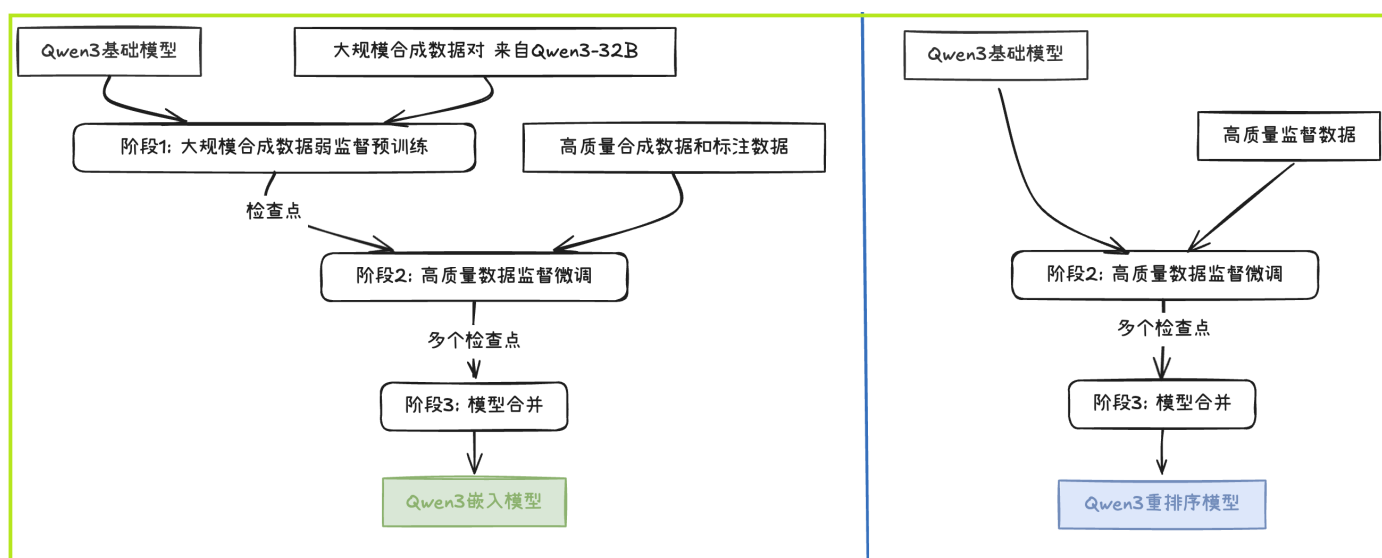 Qwen3基础模型
大规模合成数据对 来自Qwen3-32B
阶段1: 大规模合成数据弱监督预训练
高质量合成数据和标注数据
检查点
阶段2: 高质量数据监督微调
多个检查点
阶段3: 模型合并
Qwen3嵌入模型
Qwen3基础模型
高质量监督数据
阶段2: 高质量数据监督微调
多个检查点
阶段3: 模型合并
Qwen3重排序模型